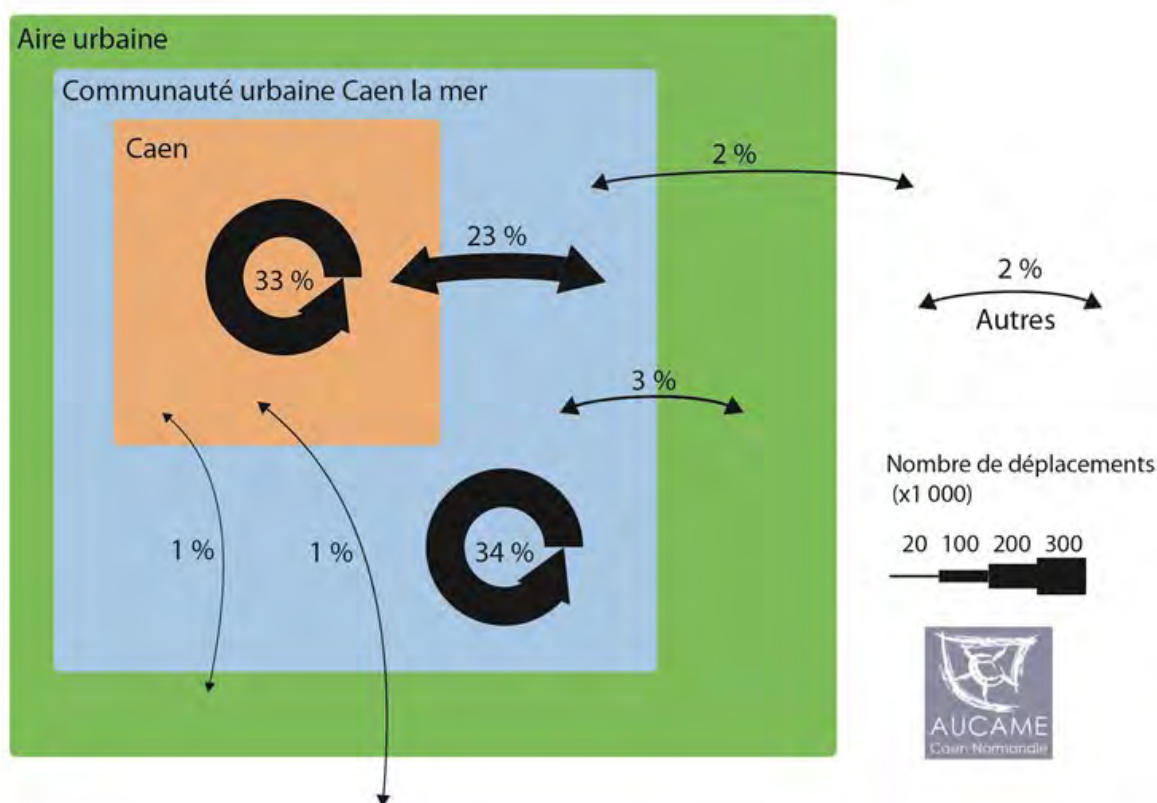 Aire urbaine
Communauté urbaine Caen la mer
Caen
2 %
23 %
33 %
2 %
Autres
3 %
Nombre de déplacements
(x1 000)
1 %
1 %
34 %
20 100 200 300
AUCAME
Caen Normandie